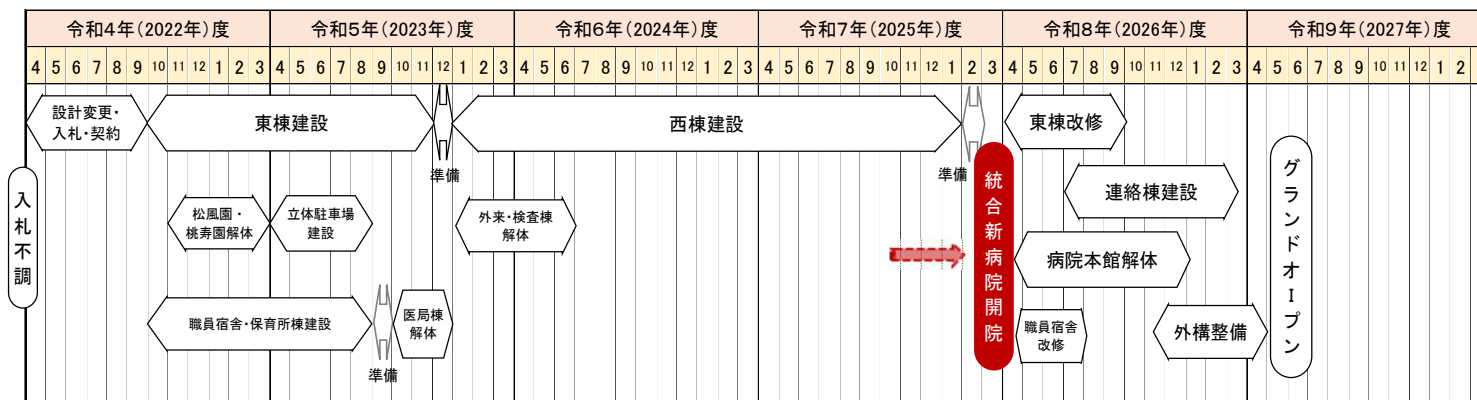 令和4年(2022年)度 令和5年(2023年)度 令和6年(2024年)度 令和7年(2025年)度 令和8年(2026年)度 令和9年(2027年)度
4 5 6 7 8 9 10 11 12 1 2 3 4 5 6 7 8 9 10 11 12 1 2 3 4 5 6 7 8 9 10 11 12 1 2 3 4 5 6 7 8 9 10 11 12 1 2 3 4 5 6 7 8 9 10 11 12 1 2 3 4 5 6 7 8 9 10 11 12 1 2
設計変更・
入札・契約
東棟建設
準備
西棟建設
準備
東棟改修
入札不調
松風園・
桃寿園解体
立体駐車場
建設
外来・検査棟
解体
統合新病院開院
連絡棟建設
病院本館解体
グランドオープン
職員宿舎・保育所棟建設
準備
医局棟
解体
職員宿舎
改修
外構整備